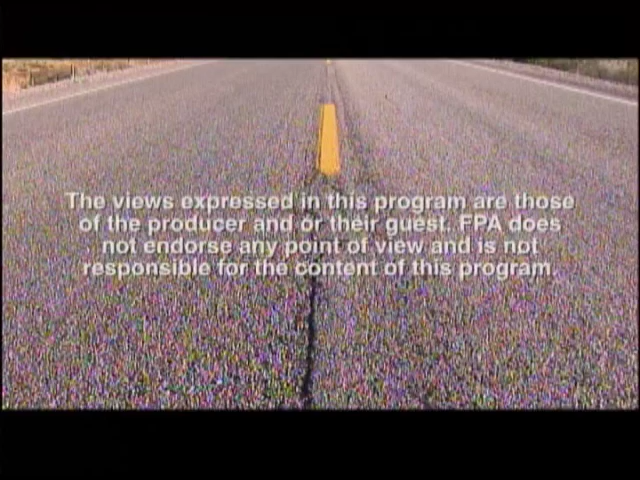 The views expressed in this program are those
of the producer and or their guest. FPA does
not endorse any point of view and is not
responsible for the content of this program.